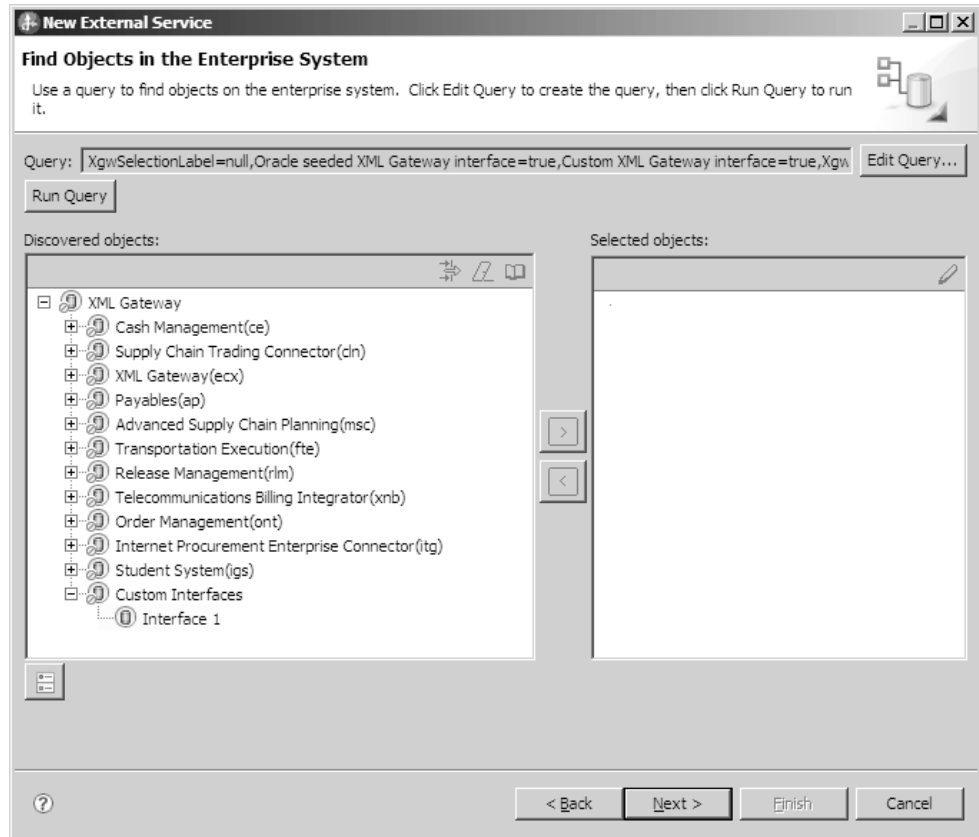 New External Service
Find Objects in the Enterprise System
Use a query to find objects on the enterprise system. Click Edit Query to create the query, then click Run Query to run
it.
Query: XgwSelectionLabel=null,Oracle seeded XML Gateway interface=true,Custom XML Gateway interface=true,Xgw
Edit Query...
Run Query
Discovered objects:
Selected objects:
XML Gateway
Cash Management(ce)
Supply Chain Trading Connector(cln)
XML Gateway(ecx)
Payables(ap)
Advanced Supply Chain Planning(msc)
Transportation Execution(fte)
Release Management(rlm)
Telecommunications Billing Integrator(xnb)
Order Management(ont)
Internet Procurement Enterprise Connector(itg)
Student System(igs)
Custom Interfaces
Interface 1
>
<
?
< Back
Next >
Finish
Cancel